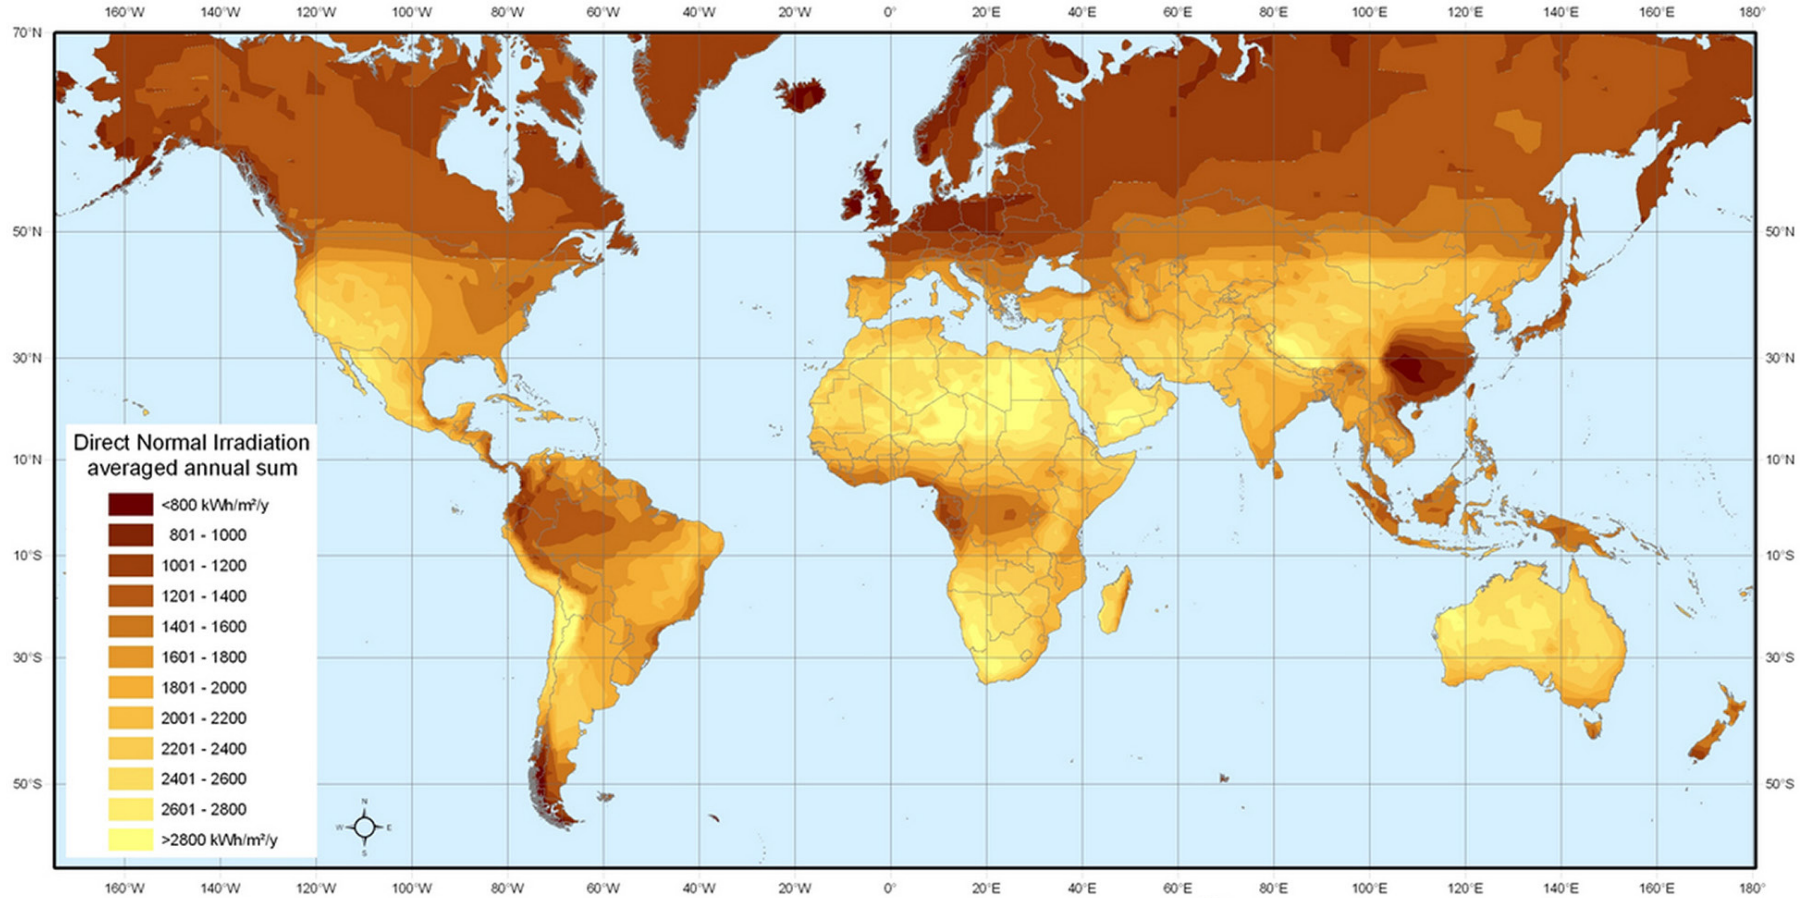 160°W 140°W 120°W 100°W 80°W 60°W 40°W 20°W 0° 20°E 40°E 60°E 80°E 100°E 120°E 140°E 160°E 180°
70°N
50°N 50°N
30°N 30°N
10°N 10°N
10°S 10°S
30°S 30°S
50°S 50°S
Direct Normal Irradiation
averaged annual sum
<800 kWh/m²/y
801 - 1000
1001 - 1200
1201 - 1400
1401 - 1600
1601 - 1800
1801 - 2000
2001 - 2200
2201 - 2400
2401 - 2600
2601 - 2800
>2800 kWh/m²/y
N
W E
S
160°W 140°W 120°W 100°W 80°W 60°W 40°W 20°W 0° 20°E 40°E 60°E 80°E 100°E 120°E 140°E 160°E 180°